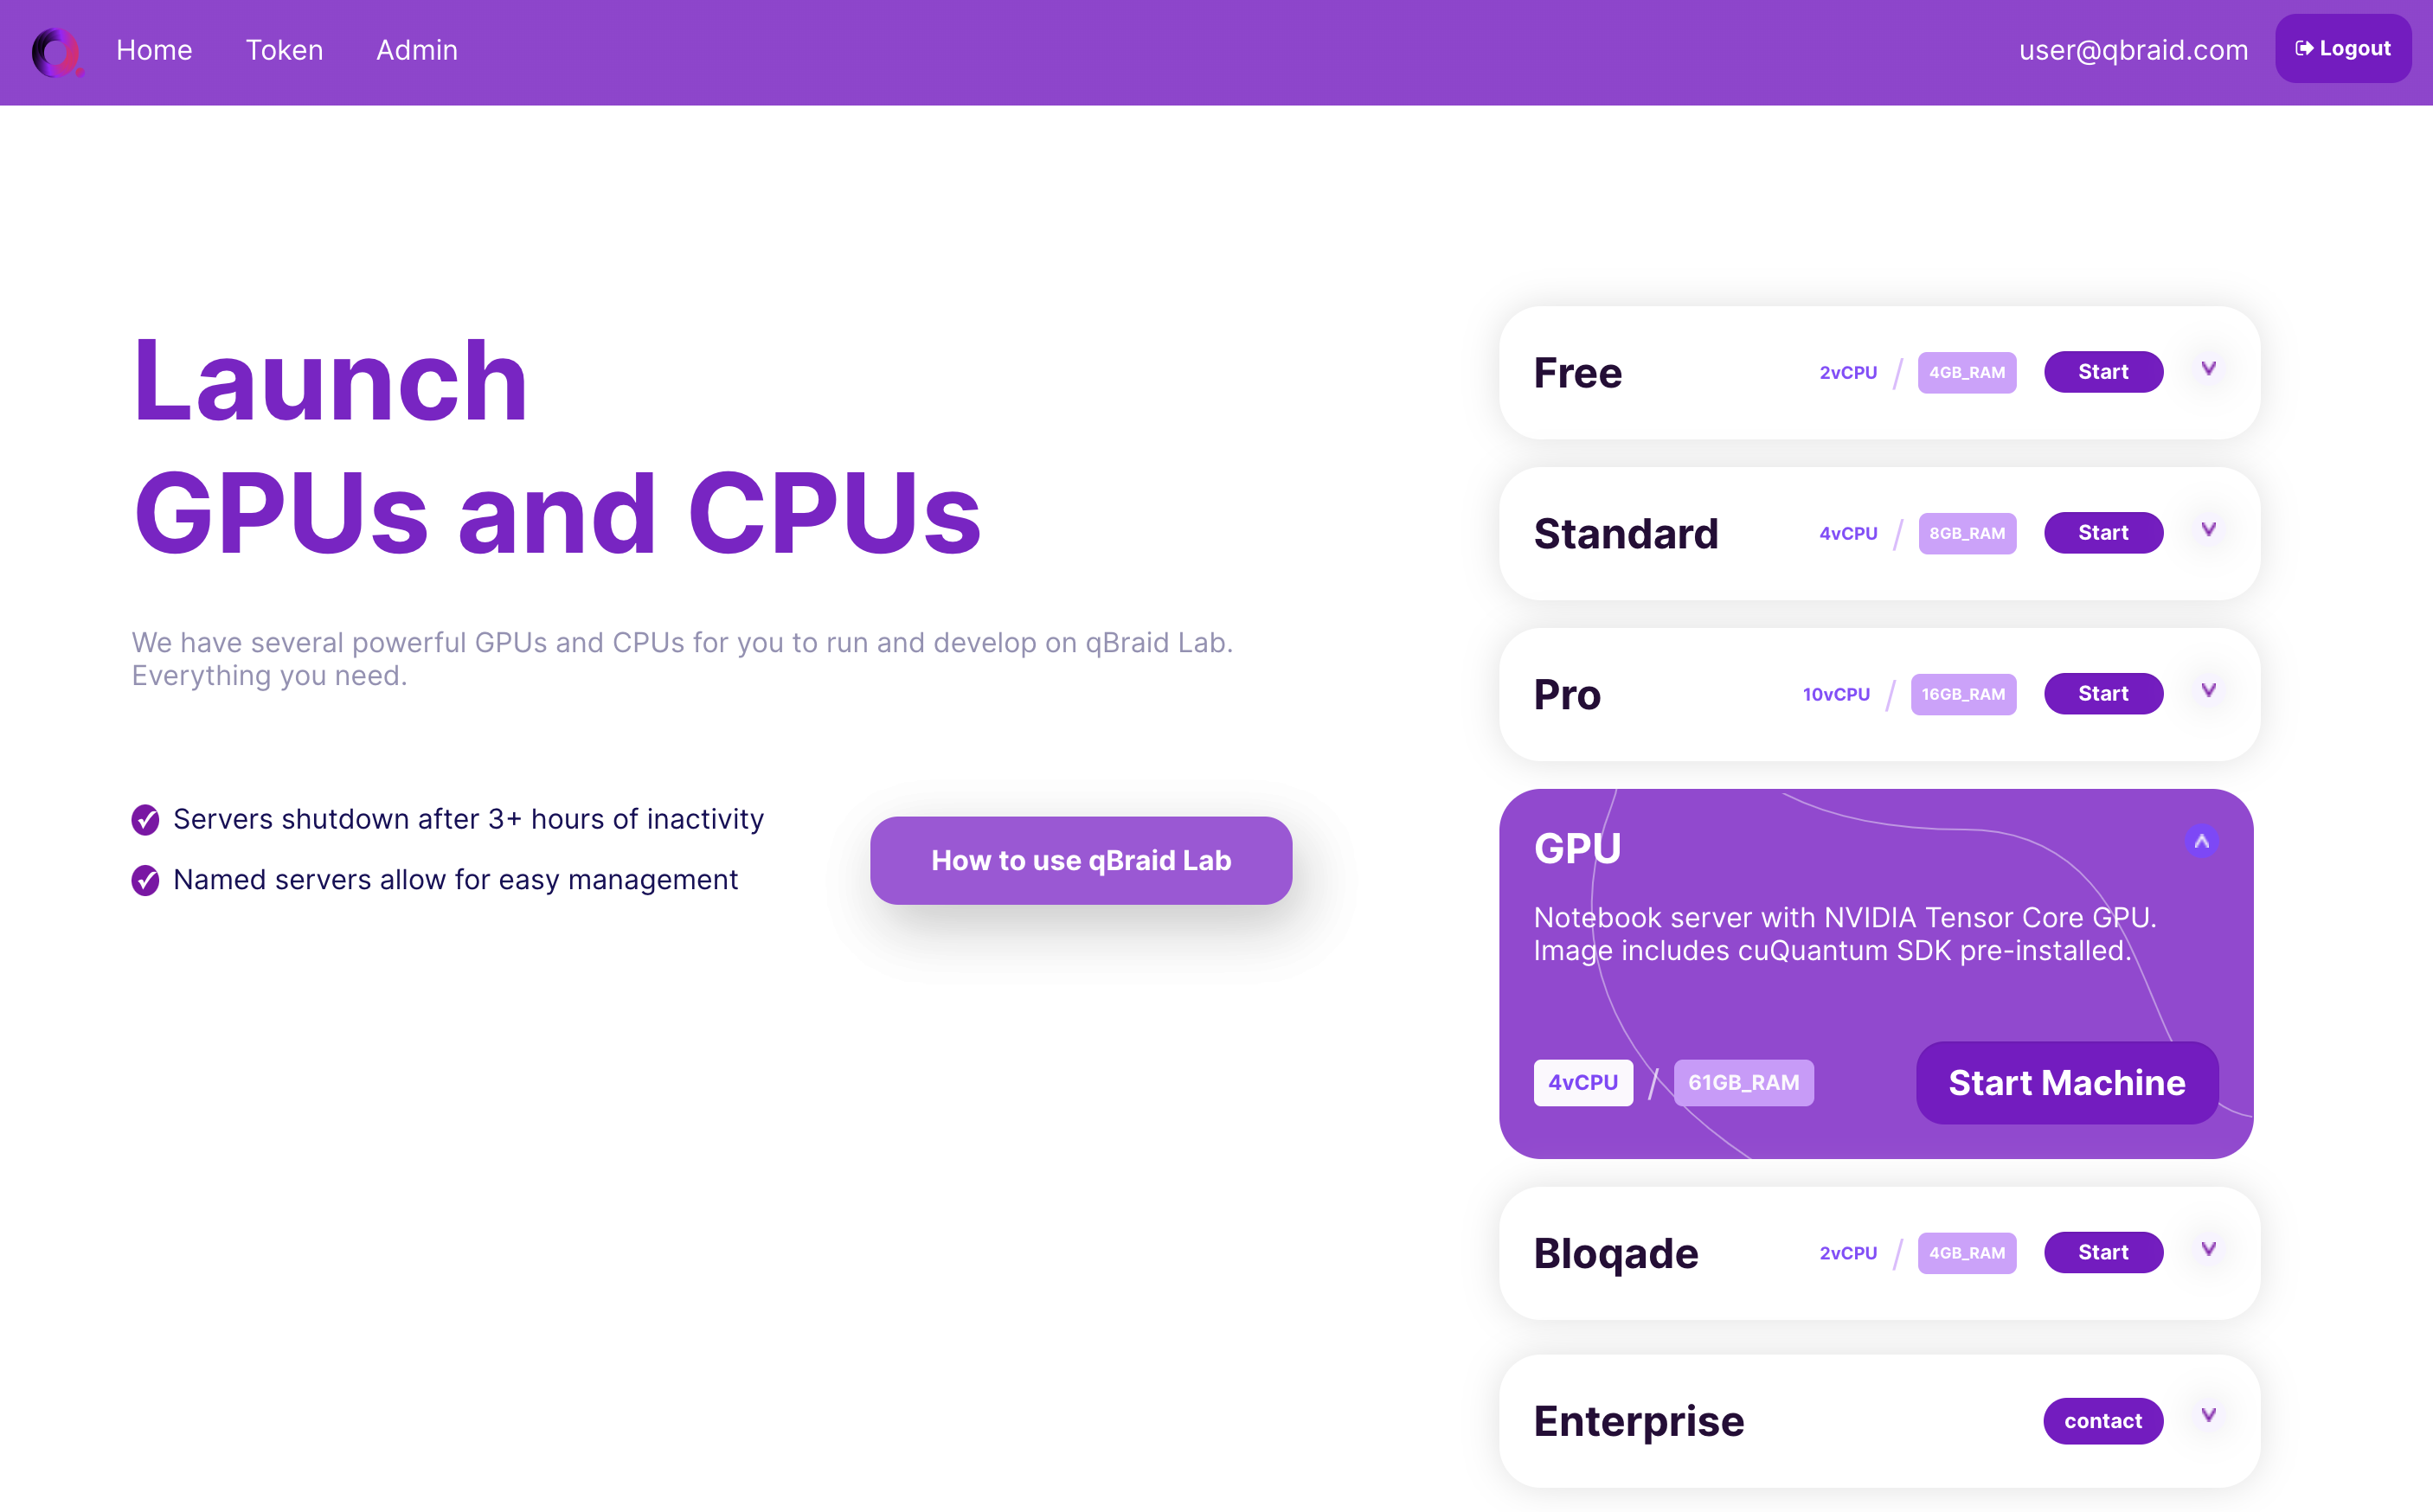 Home Token Admin user@qbraid.com Logout
Launch
GPUs and CPUs
We have several powerful GPUs and CPUs for you to run and develop on qBraid Lab.
Everything you need.
Servers shutdown after 3+ hours of inactivity
Named servers allow for easy management
How to use qBraid Lab
Free 2vCPU / 4GB_RAM Start
Standard 4vCPU / 8GB_RAM Start
Pro 10vCPU / 16GB_RAM Start
GPU
Notebook server with NVIDIA Tensor Core GPU.
Image includes cuQuantum SDK pre-installed.
4vCPU / 61GB_RAM Start Machine
Bloqade 2vCPU / 4GB_RAM Start
Enterprise contact